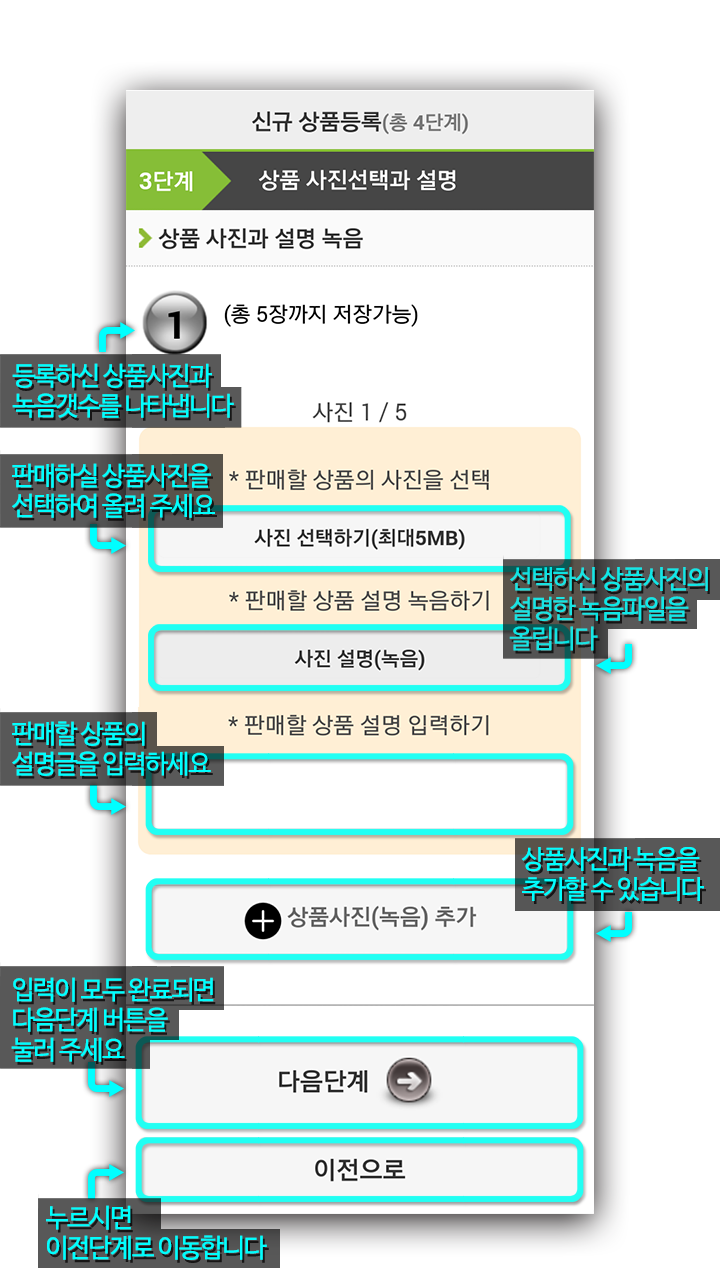 신규 상품등록(총 4단계)
3단계 상품 사진선택과 설명
상품 사진과 설명 녹음
1 (총 5장까지 저장가능)
등록하신 상품사진과
녹음갯수를 나타냅니다
사진 1 / 5
판매하실 상품사진을
선택하여 올려 주세요
* 판매할 상품의 사진을 선택
사진 선택하기(최대5MB)
선택하신 상품사진의
설명한 녹음파일을
올립니다
* 판매할 상품 설명 녹음하기
사진 설명(녹음)
* 판매할 상품 설명 입력하기
판매할 상품의
설명글을 입력하세요
상품사진과 녹음을
추가할 수 있습니다
상품사진(녹음) 추가
입력이 모두 완료되면
다음단계 버튼을
눌러 주세요
다음단계
이전으로
누르시면
이전단계로 이동합니다